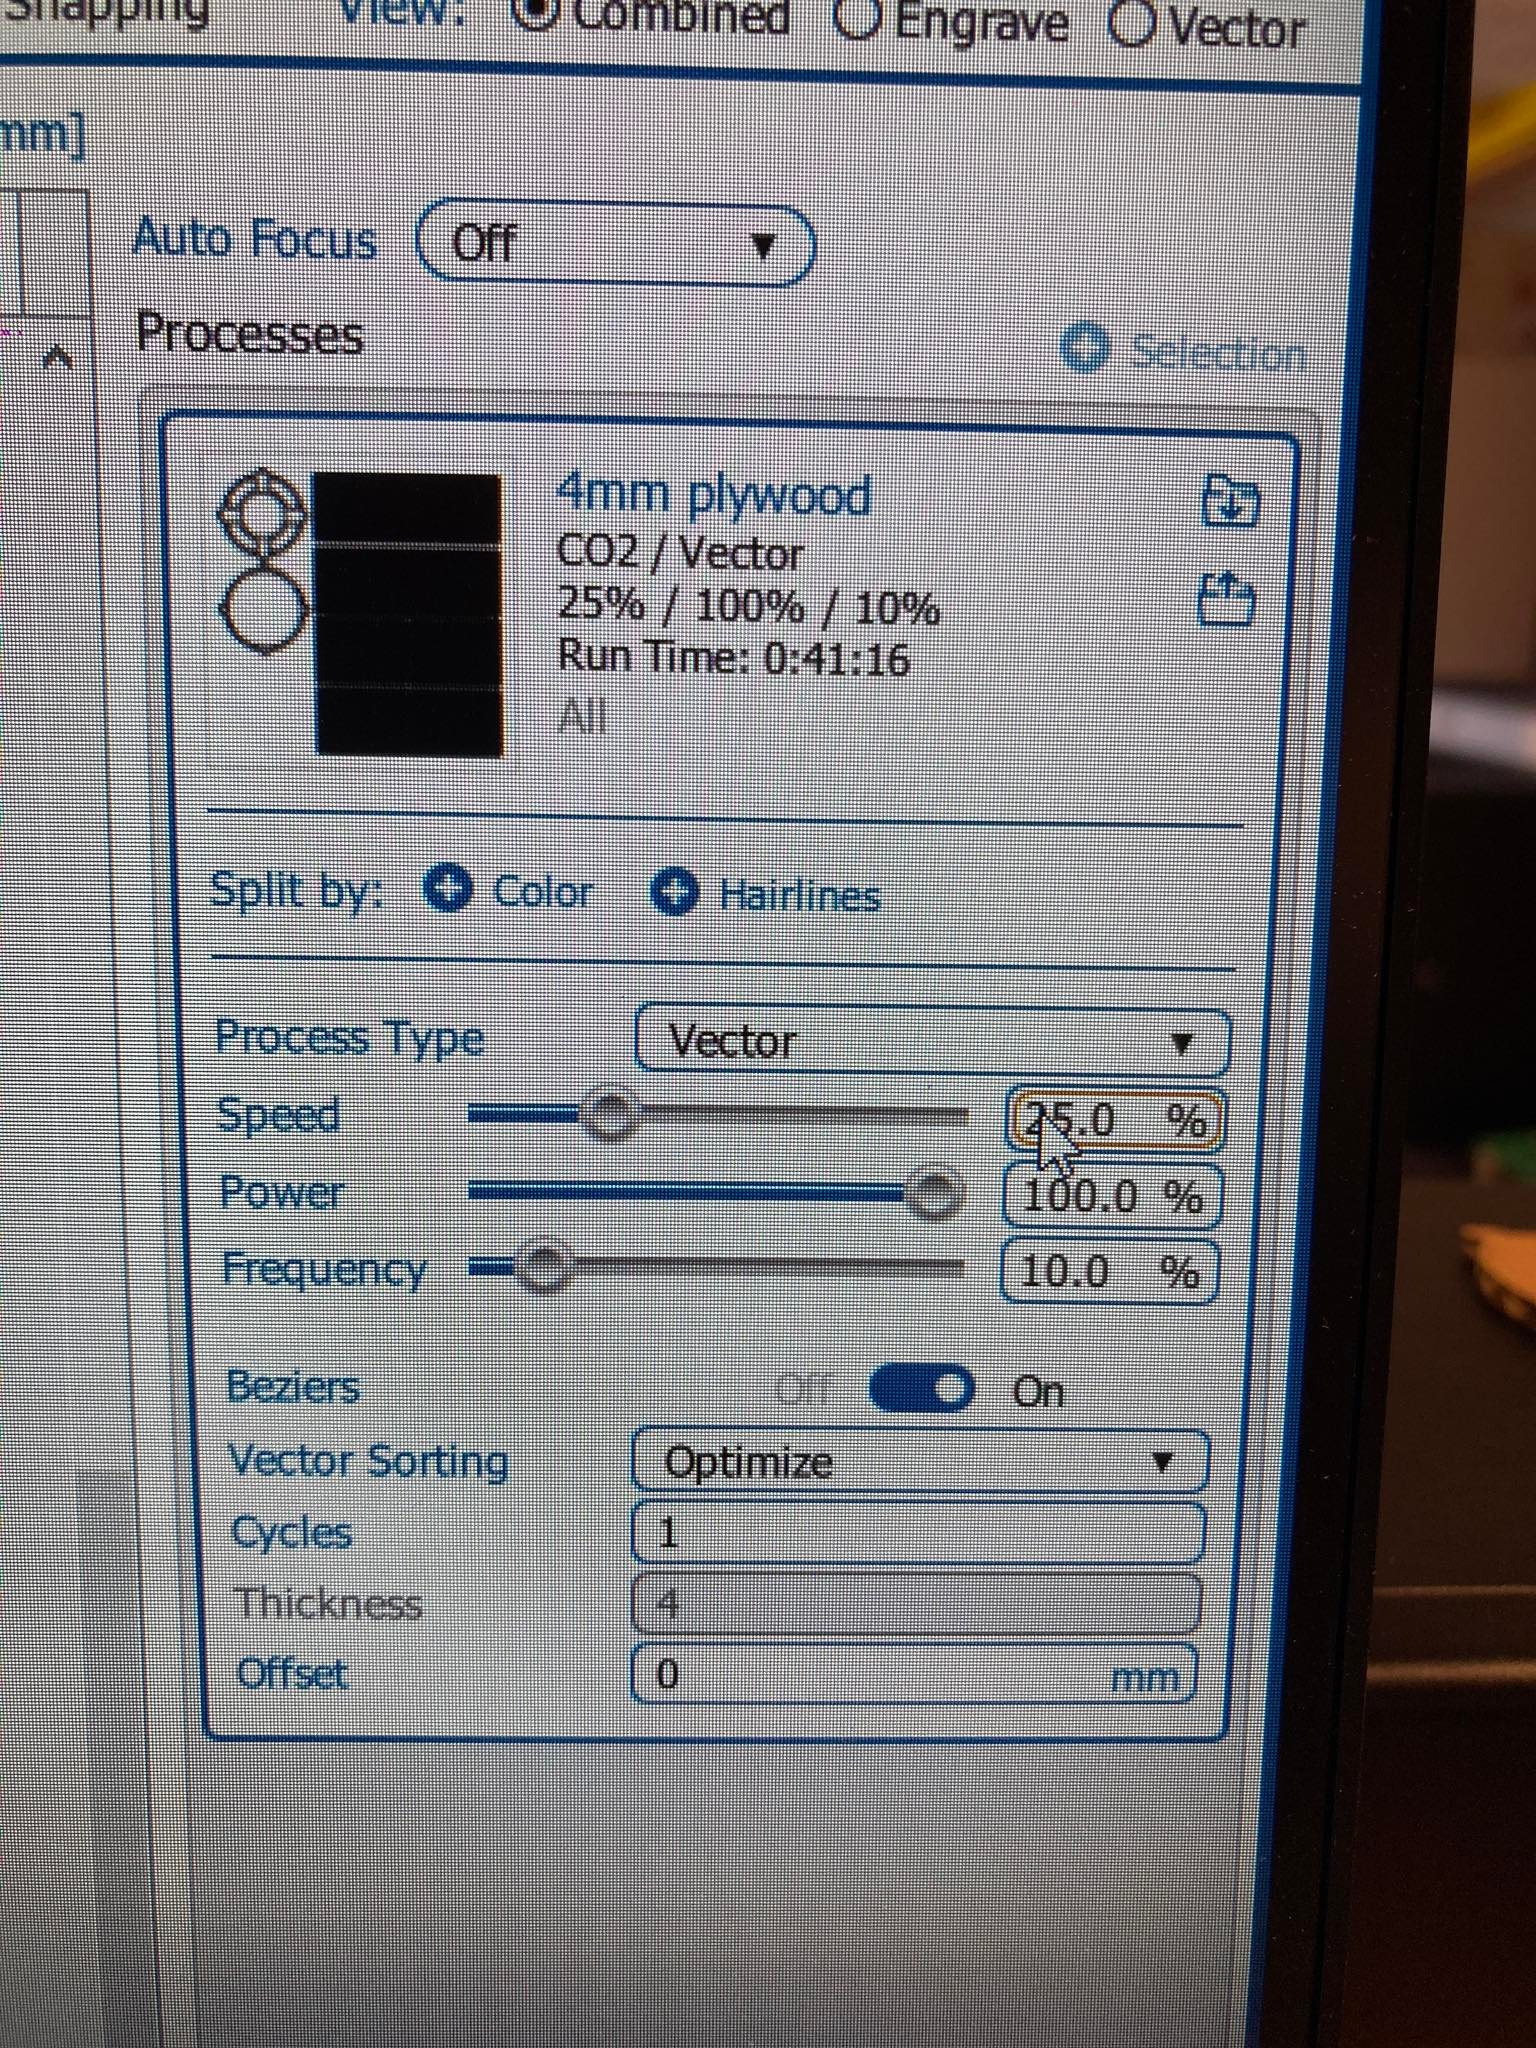 Snapping View: Combined Engrave Vector
mm]
Auto Focus Off
Processes Selection
4mm plywood
CO2 / Vector
25% / 100% / 10%
Run Time: 0:41:16
All
Split by: Color Hairlines
Process Type Vector
Speed 25.0 %
Power 100.0 %
Frequency 10.0 %
Beziers Off On
Vector Sorting Optimize
Cycles 1
Thickness 4
Offset 0 mm